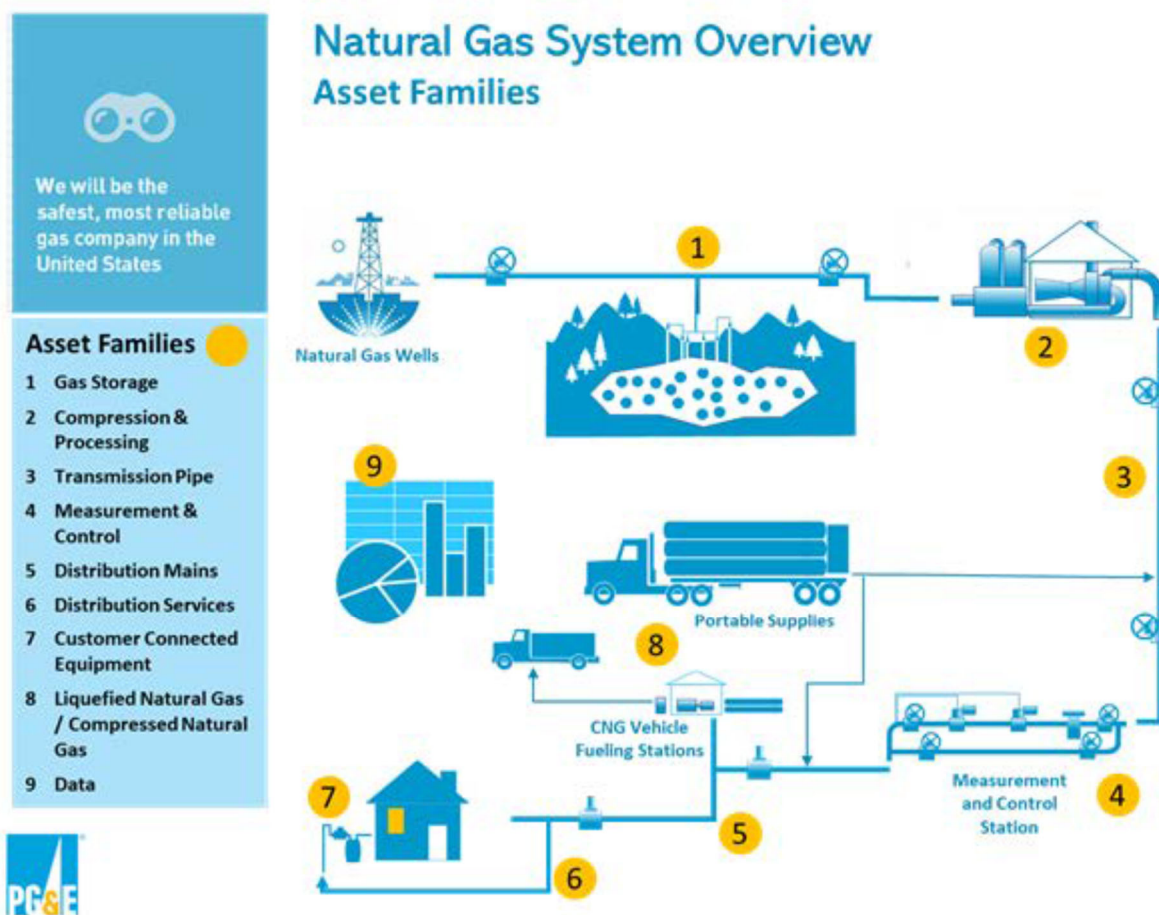 Natural Gas System Overview
Asset Families
We will be the
safest, most reliable
gas company in the
United States
Asset Families
1 Gas Storage
2 Compression &
Processing
3 Transmission Pipe
4 Measurement &
Control
5 Distribution Mains
6 Distribution Services
7 Customer Connected
Equipment
8 Liquefied Natural Gas
/ Compressed Natural
Gas
9 Data
PG&E
Natural Gas Wells
1
2
3
9
Portable Supplies
8
CNG Vehicle
Fueling Stations
Measurement
and Control
Station
4
7
5
6